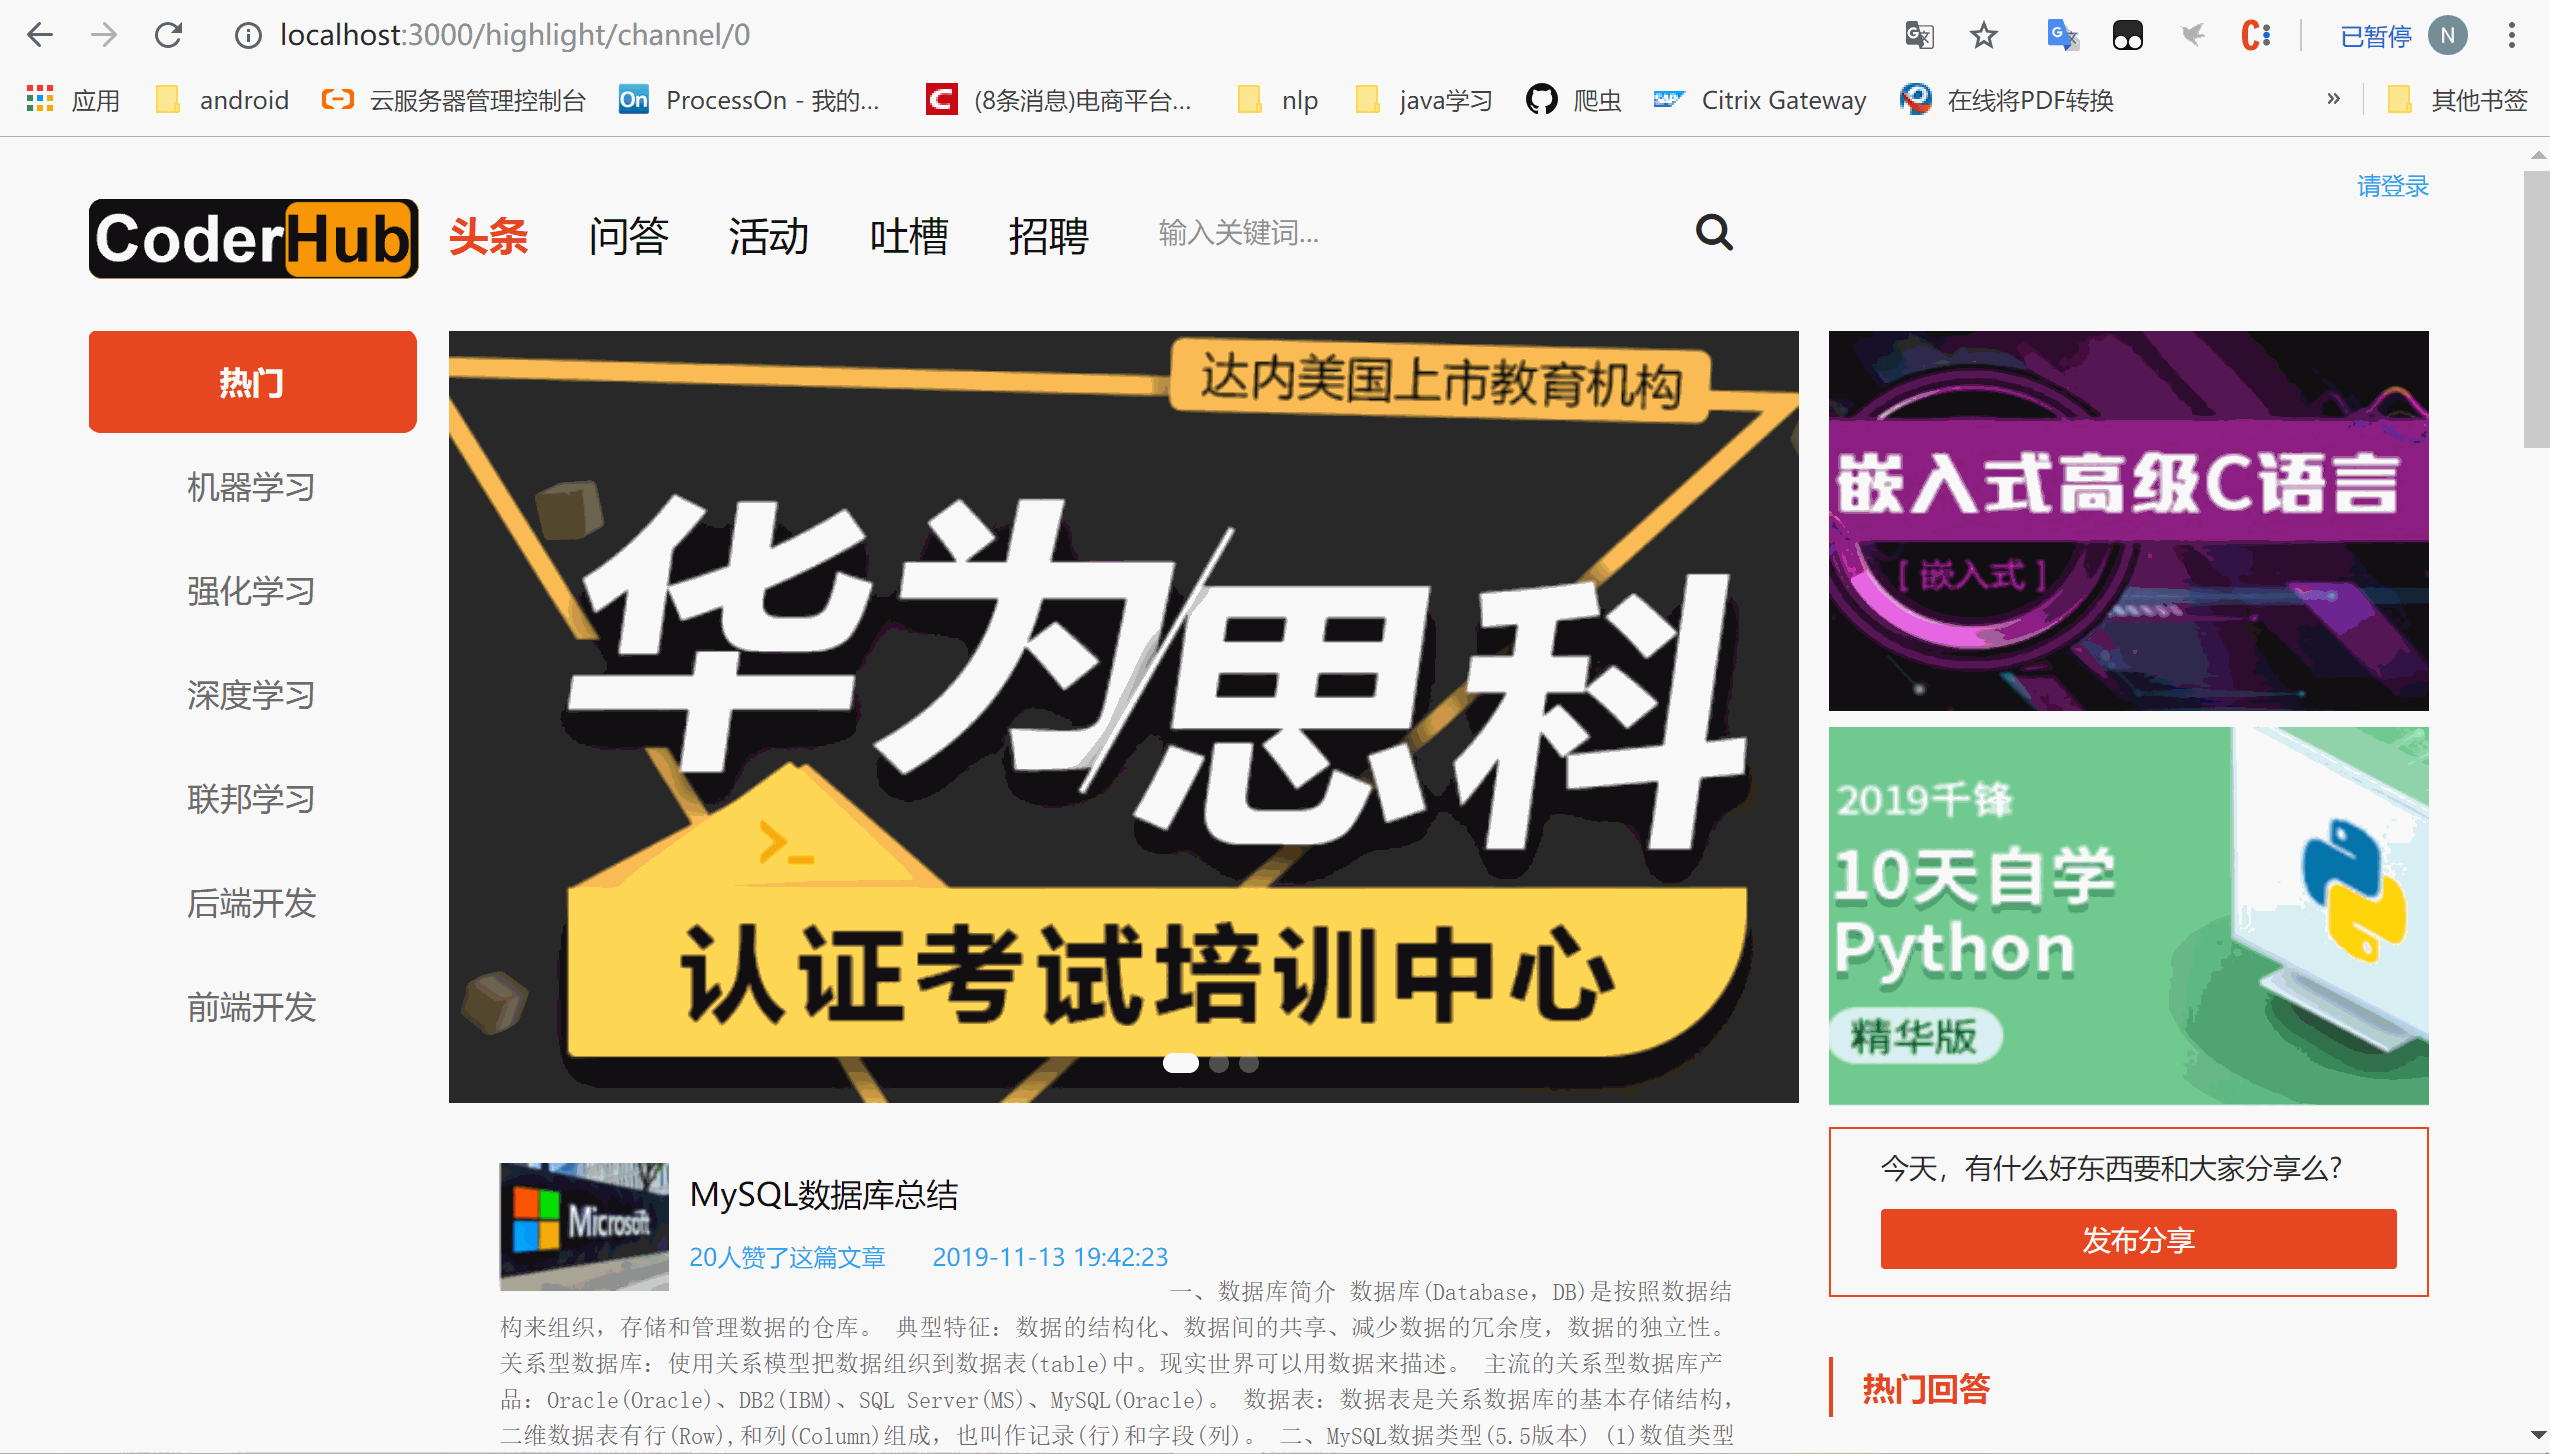 localhost:3000/highlight/channel/0
已暂停
N
应用
android
云服务器管理控制台
On
ProcessOn - 我的...
(8条消息)电商平台...
nlp
java学习
爬虫
SAP
Citrix Gateway
在线将PDF转换
»
其他书签
请登录
CoderHub
头条
问答
活动
吐槽
招聘
输入关键词...
热门
机器学习
强化学习
深度学习
联邦学习
后端开发
前端开发
达内美国上市教育机构
华为/思科
>_
认证考试培训中心
嵌入式高级C语言
[ 嵌入式 ]
2019千锋
10天自学
Python
精华版
今天，有什么好东西要和大家分享么？
发布分享
热门回答
Microsoft
MySQL数据库总结
20人赞了这篇文章 2019-11-13 19:42:23
一、数据库简介 数据库(Database，DB)是按照数据结
构来组织，存储和管理数据的仓库。 典型特征：数据的结构化、数据间的共享、减少数据的冗余度，数据的独立性。
关系型数据库：使用关系模型把数据组织到数据表(table)中。现实世界可以用数据来描述。 主流的关系型数据库产
品：Oracle(Oracle)、DB2(IBM)、SQL Server(MS)、MySQL(Oracle)。 数据表：数据表是关系数据库的基本存储结构，
二维数据表有行(Row),和列(Column)组成，也叫作记录(行)和字段(列)。 二、MySQL数据类型(5.5版本) (1)数值类型